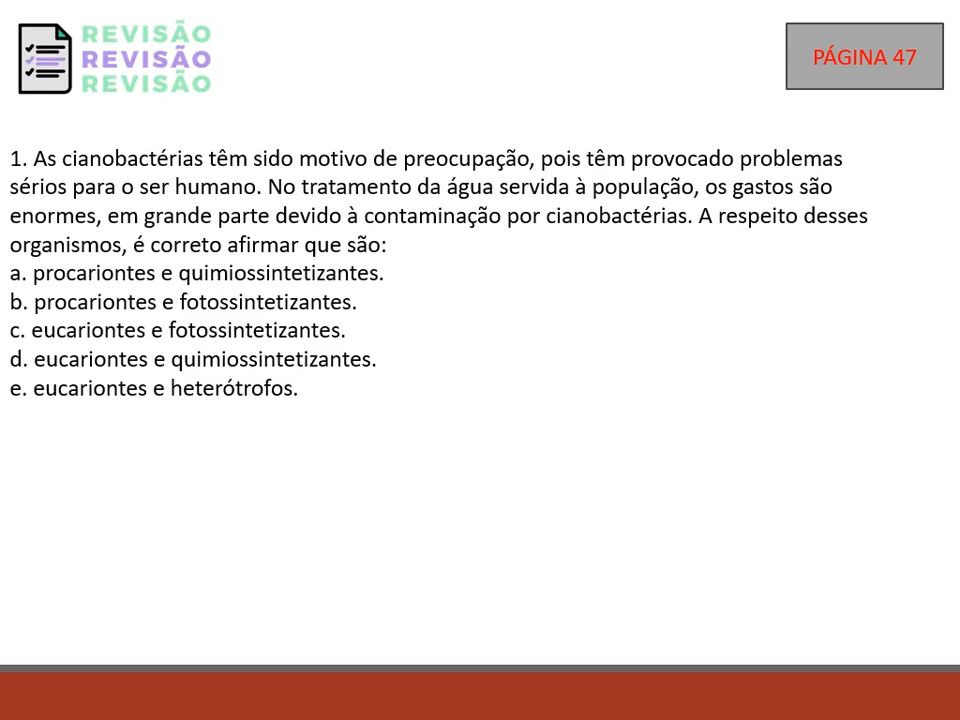 REVISÃO
REVISÃO
REVISÃO
PÁGINA 47
1. As cianobactérias têm sido motivo de preocupação, pois têm provocado problemas
sérios para o ser humano. No tratamento da água servida à população, os gastos são
enormes, em grande parte devido à contaminação por cianobactérias. A respeito desses
organismos, é correto afirmar que são:
a. procariontes e quimiossintetizantes.
b. procariontes e fotossintetizantes.
c. eucariontes e fotossintetizantes.
d. eucariontes e quimiossintetizantes.
e. eucariontes e heterótrofos.